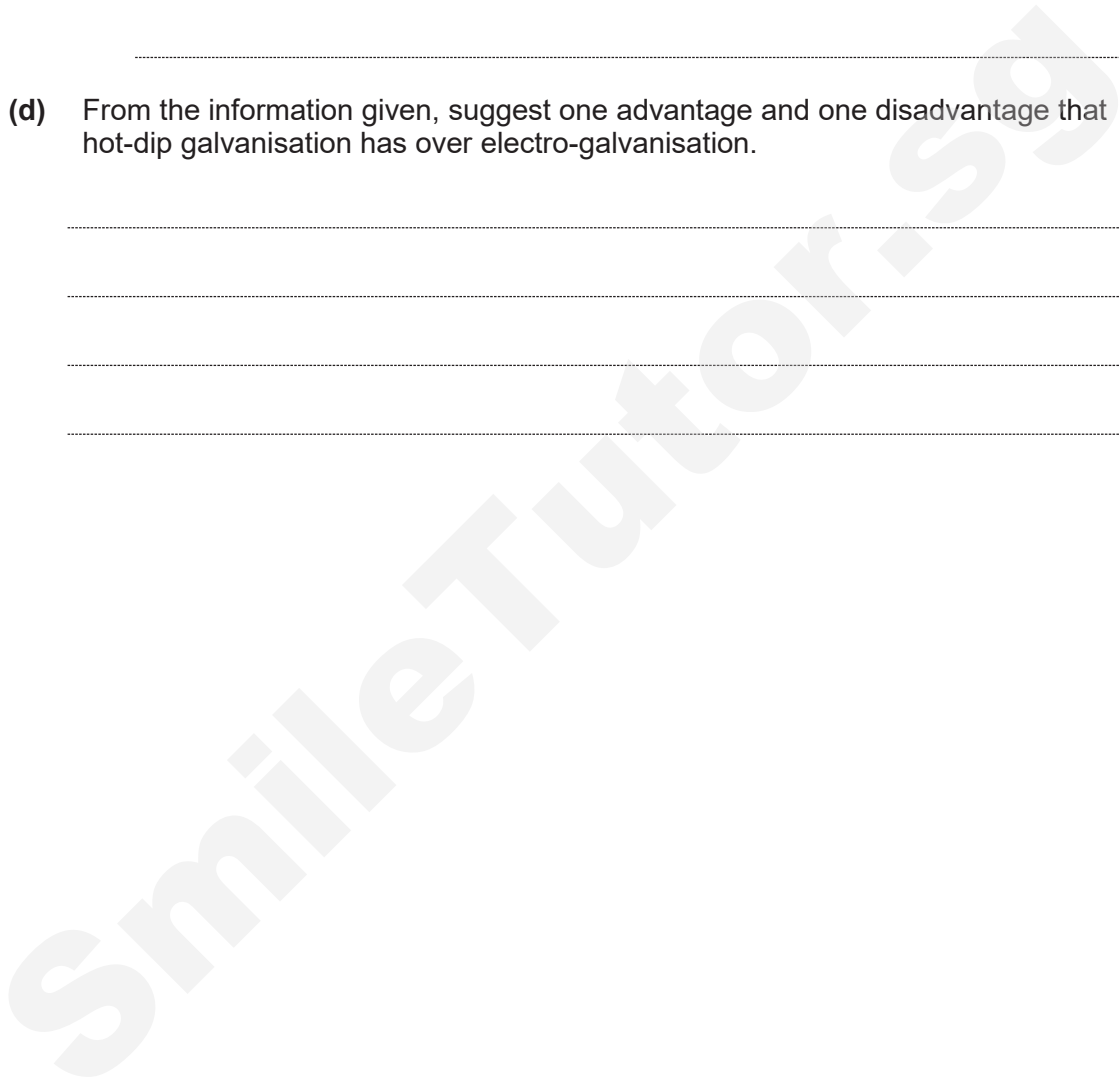 (d) From the information given, suggest one advantage and one disadvantage that
hot-dip galvanisation has over electro-galvanisation.
SmileTutor.sg